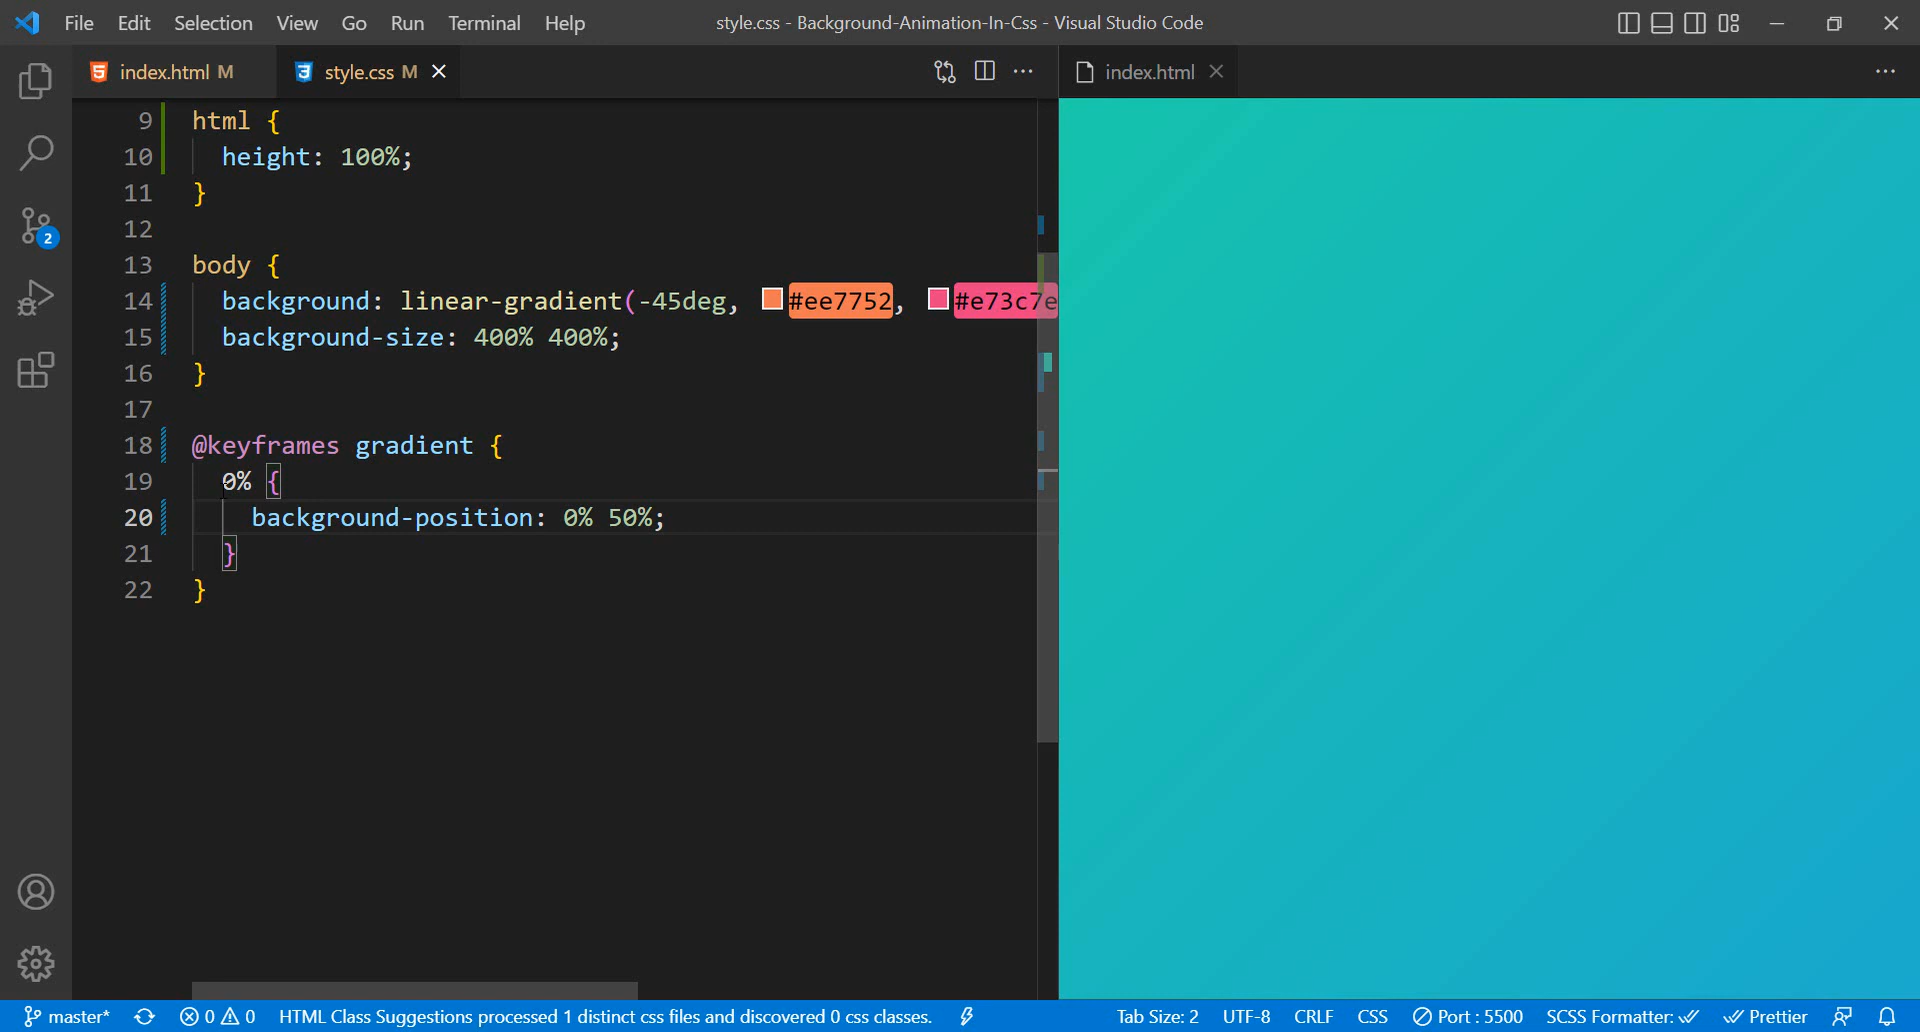 File Edit Selection View Go Run Terminal Help style.css - Background-Animation-In-Css - Visual Studio Code
index.html M style.css M
index.html
9 html {
10 height: 100%;
11 }
12
13 body {
14 background: linear-gradient(-45deg, #ee7752, #e73c7e
15 background-size: 400% 400%;
16 }
17
18 @keyframes gradient {
19 0% {
20 background-position: 0% 50%;
21 }
22 }
2
master* 0 0 HTML Class Suggestions processed 1 distinct css files and discovered 0 css classes. Tab Size: 2 UTF-8 CRLF CSS Port : 5500 SCSS Formatter: Prettier